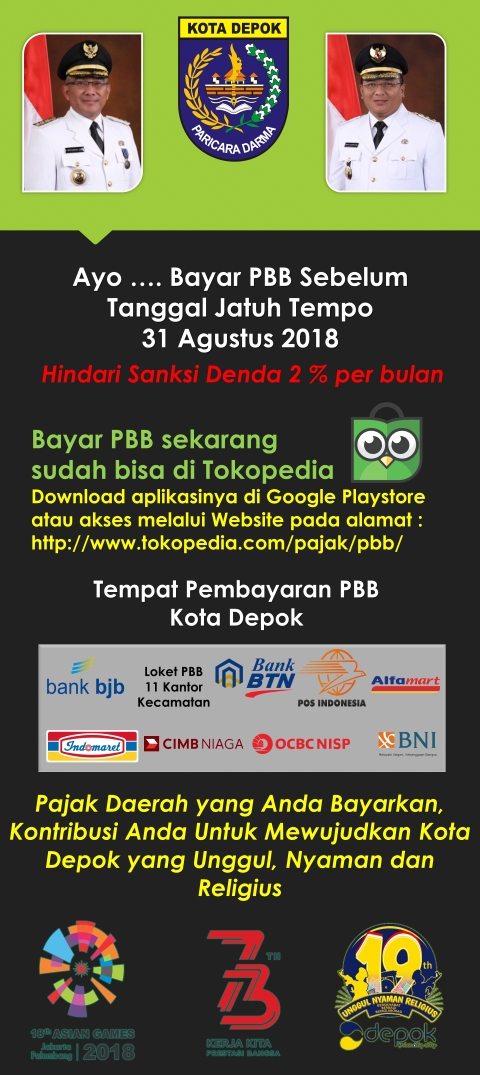 KOTA DEPOK
PARICARA DARMA
Ayo .... Bayar PBB Sebelum
Tanggal Jatuh Tempo
31 Agustus 2018
Hindari Sanksi Denda 2 % per bulan
Bayar PBB sekarang
sudah bisa di Tokopedia
Download aplikasinya di Google Playstore
atau akses melalui Website pada alamat :
http://www.tokopedia.com/pajak/pbb/
Tempat Pembayaran PBB
Kota Depok
bank bjb
Loket PBB
11 Kantor
Kecamatan
Bank
BTN
POS INDONESIA
Alfamart
Indomaret
CIMB NIAGA
OCBC NISP
BNI
Pajak Daerah yang Anda Bayarkan,
Kontribusi Anda Untuk Mewujudkan Kota
Depok yang Unggul, Nyaman dan
Religius
18th ASIAN GAMES
Jakarta
Palembang | 2018
73 TH
KERJA KITA
PRESTASI BANGSA
19th
UNGGUL NYAMAN RELIGIUS
depok